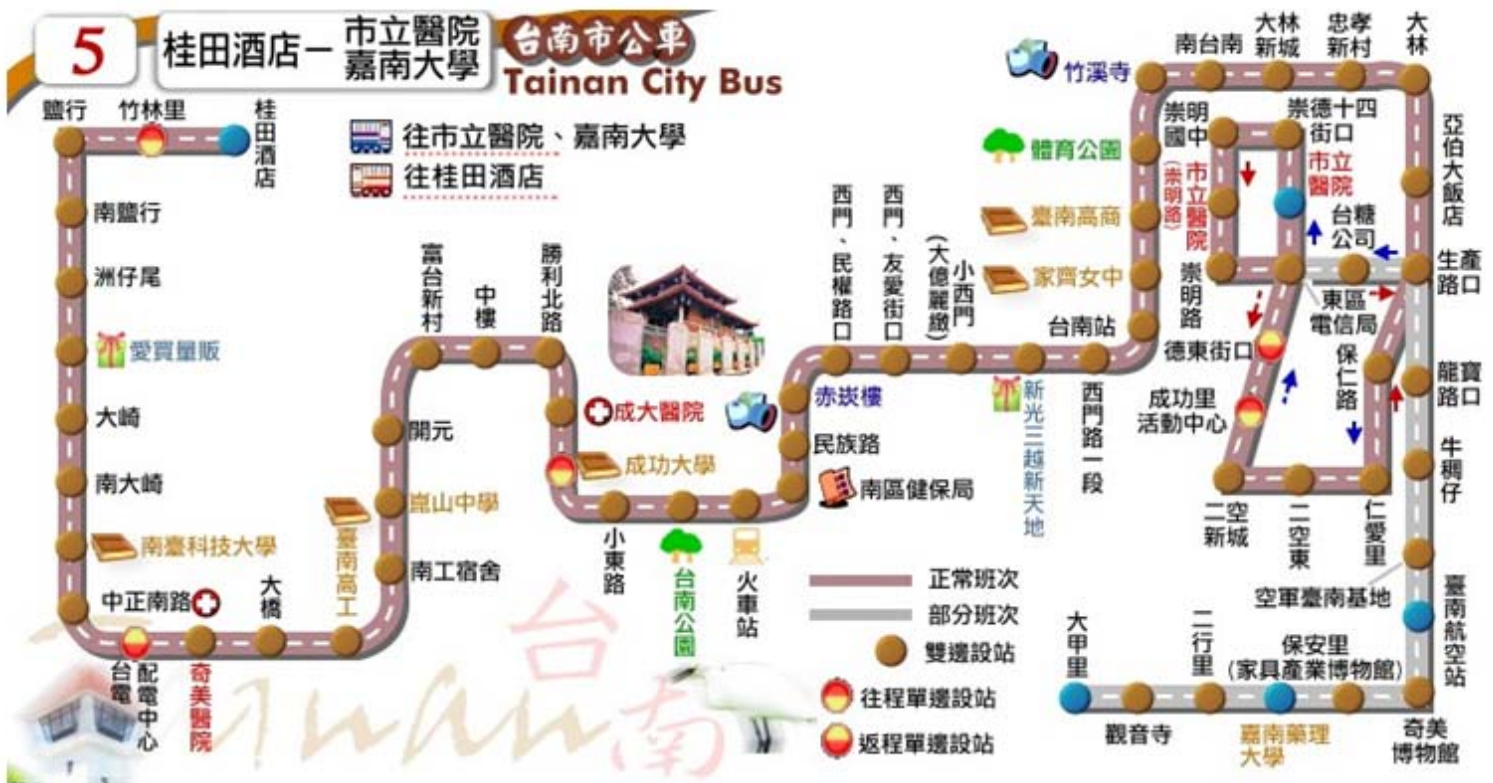 5
桂田酒店－
市立醫院
嘉南大學
台南市公車
Tainan City Bus
往市立醫院、嘉南大學
往桂田酒店
鹽行
竹林里
桂田酒店
南鹽行
洲仔尾
愛買量販
大崎
南大崎
南臺科技大學
中正南路
台電
配電中心
奇美醫院
大橋
臺南高工
南工宿舍
崑山中學
開元
富台新村
中樓
勝利北路
成大醫院
成功大學
小東路
台南公園
火車站
南區健保局
民族路
赤崁樓
西門、民權路口
西門、友愛街口
(大億麗緻)
小西門
新光三越新天地
西門路一段
台南站
家齊女中
臺南高商
體育公園
竹溪寺
南台南
大林
新城
忠孝
新村
大林
亞伯大飯店
崇明
國中
崇德十四
街口
市立醫院
(崇明路)
市立
醫院
台糖
公司
生產
路口
崇明路
東區
電信局
德東街口
保仁路
龍寶
路口
成功里
活動中心
牛稠仔
二空
新城
二空東
仁愛里
空軍臺南基地
臺南航空站
大甲里
觀音寺
二行里
保安里
(家具產業博物館)
嘉南藥理
大學
奇美
博物館
正常班次
部分班次
雙邊設站
往程單邊設站
返程單邊設站
台南
Tainan